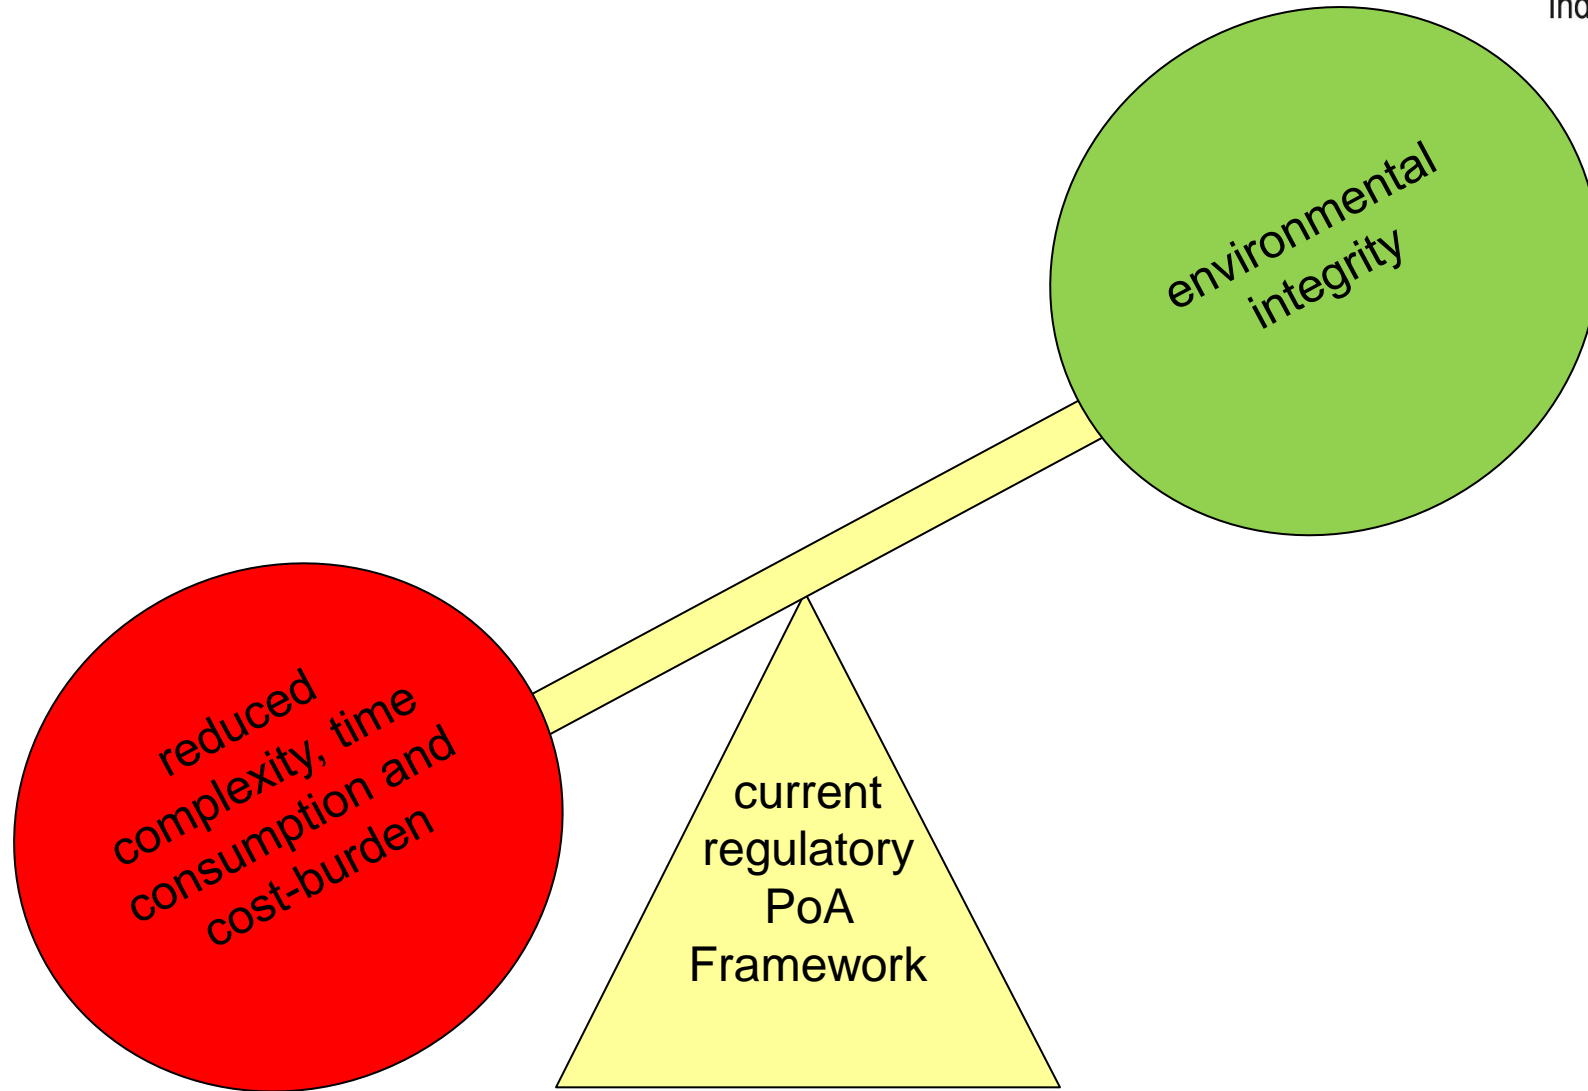 environmental
integrity
reduced
complexity, time
consumption and
cost-burden
current
regulatory
PoA
Framework